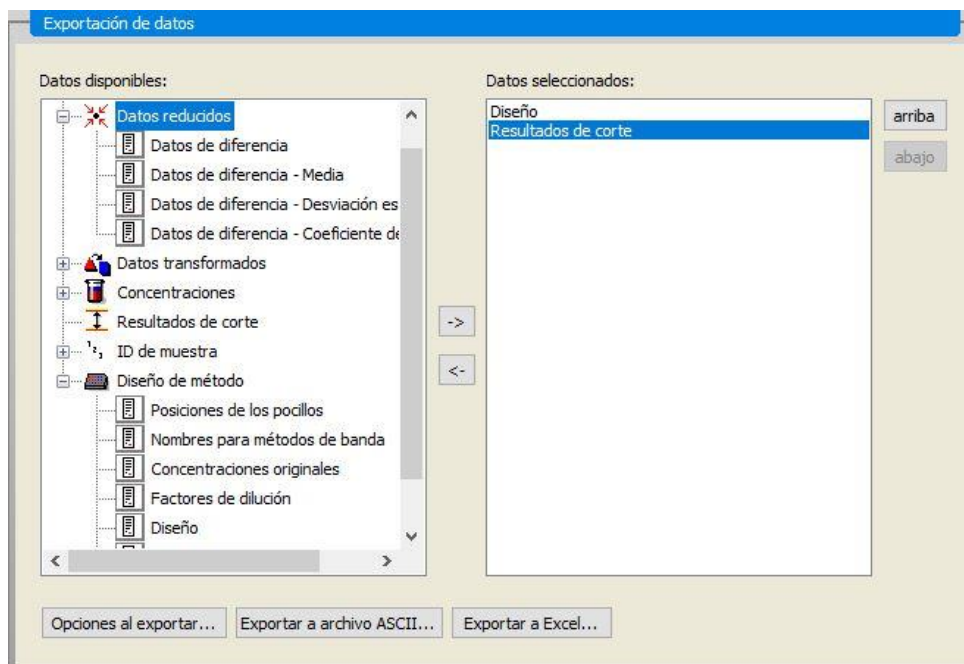 Exportación de datos
Datos disponibles:
Datos reducidos
Datos de diferencia
Datos de diferencia - Media
Datos de diferencia - Desviación es
Datos de diferencia - Coeficiente de
Datos transformados
Concentraciones
Resultados de corte
ID de muestra
Diseño de método
Posiciones de los pocillos
Nombres para métodos de banda
Concentraciones originales
Factores de dilución
Diseño
->
<-
Datos seleccionados:
Diseño
Resultados de corte
arriba
abajo
Opciones al exportar... Exportar a archivo ASCII... Exportar a Excel...